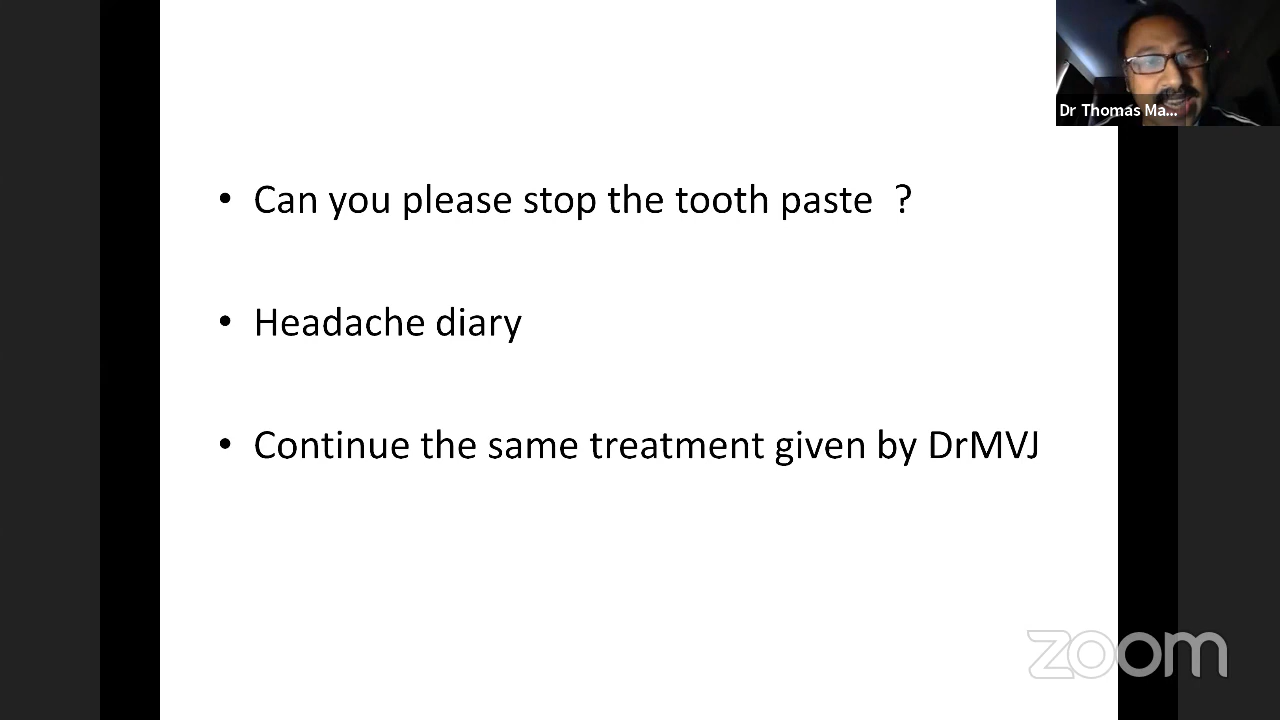 Dr Thomas Ma...
• Can you please stop the tooth paste ?
• Headache diary
• Continue the same treatment given by DrMVJ
zoom